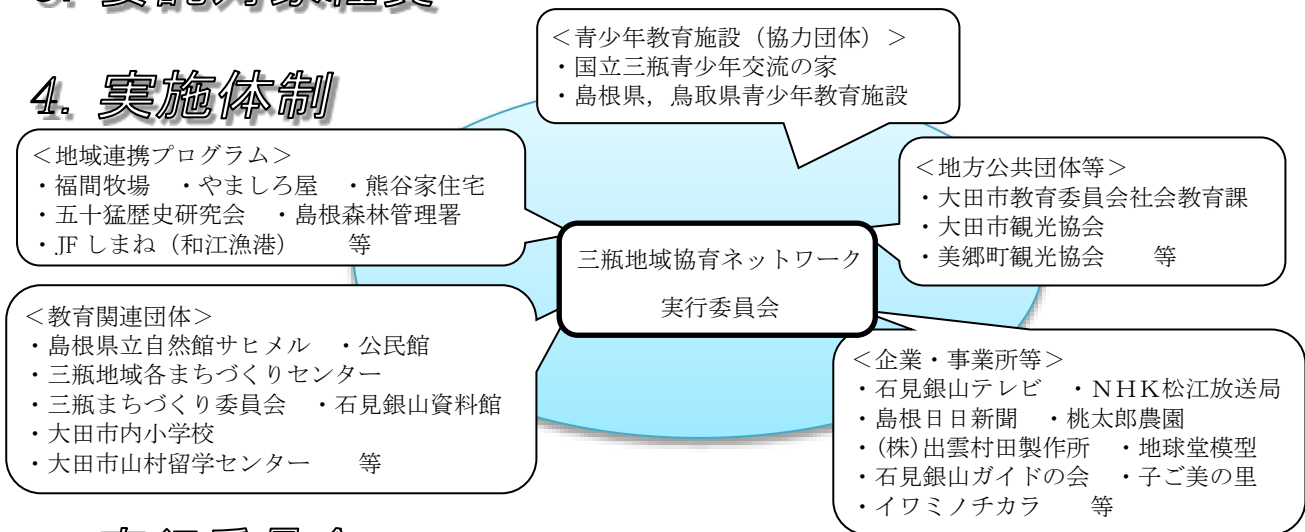 4. 実施体制
＜青少年教育施設（協力団体）＞
・国立三瓶青少年交流の家
・島根県，鳥取県青少年教育施設
＜地域連携プログラム＞
・福間牧場　・やましろ屋　・熊谷家住宅
・五十猛歴史研究会　・島根森林管理署
・JF しまね（和江漁港）　　等
＜地方公共団体等＞
・大田市教育委員会社会教育課
・大田市観光協会
・美郷町観光協会　　等
三瓶地域協育ネットワーク
実行委員会
＜教育関連団体＞
・島根県立自然館サヒメル　・公民館
・三瓶地域各まちづくりセンター
・三瓶まちづくり委員会　・石見銀山資料館
・大田市内小学校
・大田市山村留学センター　　等
＜企業・事業所等＞
・石見銀山テレビ　・ＮＨＫ松江放送局
・島根日日新聞　・桃太郎農園
・(株)出雲村田製作所　・地球堂模型
・石見銀山ガイドの会　・子ご美の里
・イワミノチカラ　　等